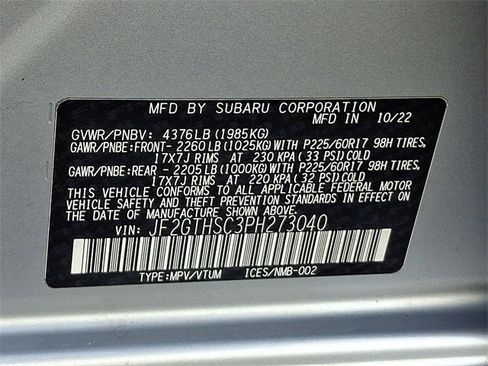 MFD BY SUBARU CORPORATION
MFD IN 10/22
GVWR/PNBV: 4376LB(1985KG)
GAWR/PNBE:FRONT- 2260LB(1025KG)WITH P225/60R17 98H TIRES,
17x7J RIMS AT 230 KPA(33 PSI)COLD
GAWR/PNBE:REAR - 2205LB(1000KG)WITH P225/60R17 98H TIRES,
17x7J RIMS AT 220 KPA(32 PSI)COLD
THIS VEHICLE CONFORMS TO ALL APPLICABLE FEDERAL MOTOR
VEHICLE SAFETY AND THEFT PREVENTION STANDARDS IN EFFECT
ON THE DATE OF MANUFACTURE SHOWN ABOVE.
VIN: JF2GTHSC3PH273040
TYPE:MPV/VTUM ICES/NMB-002